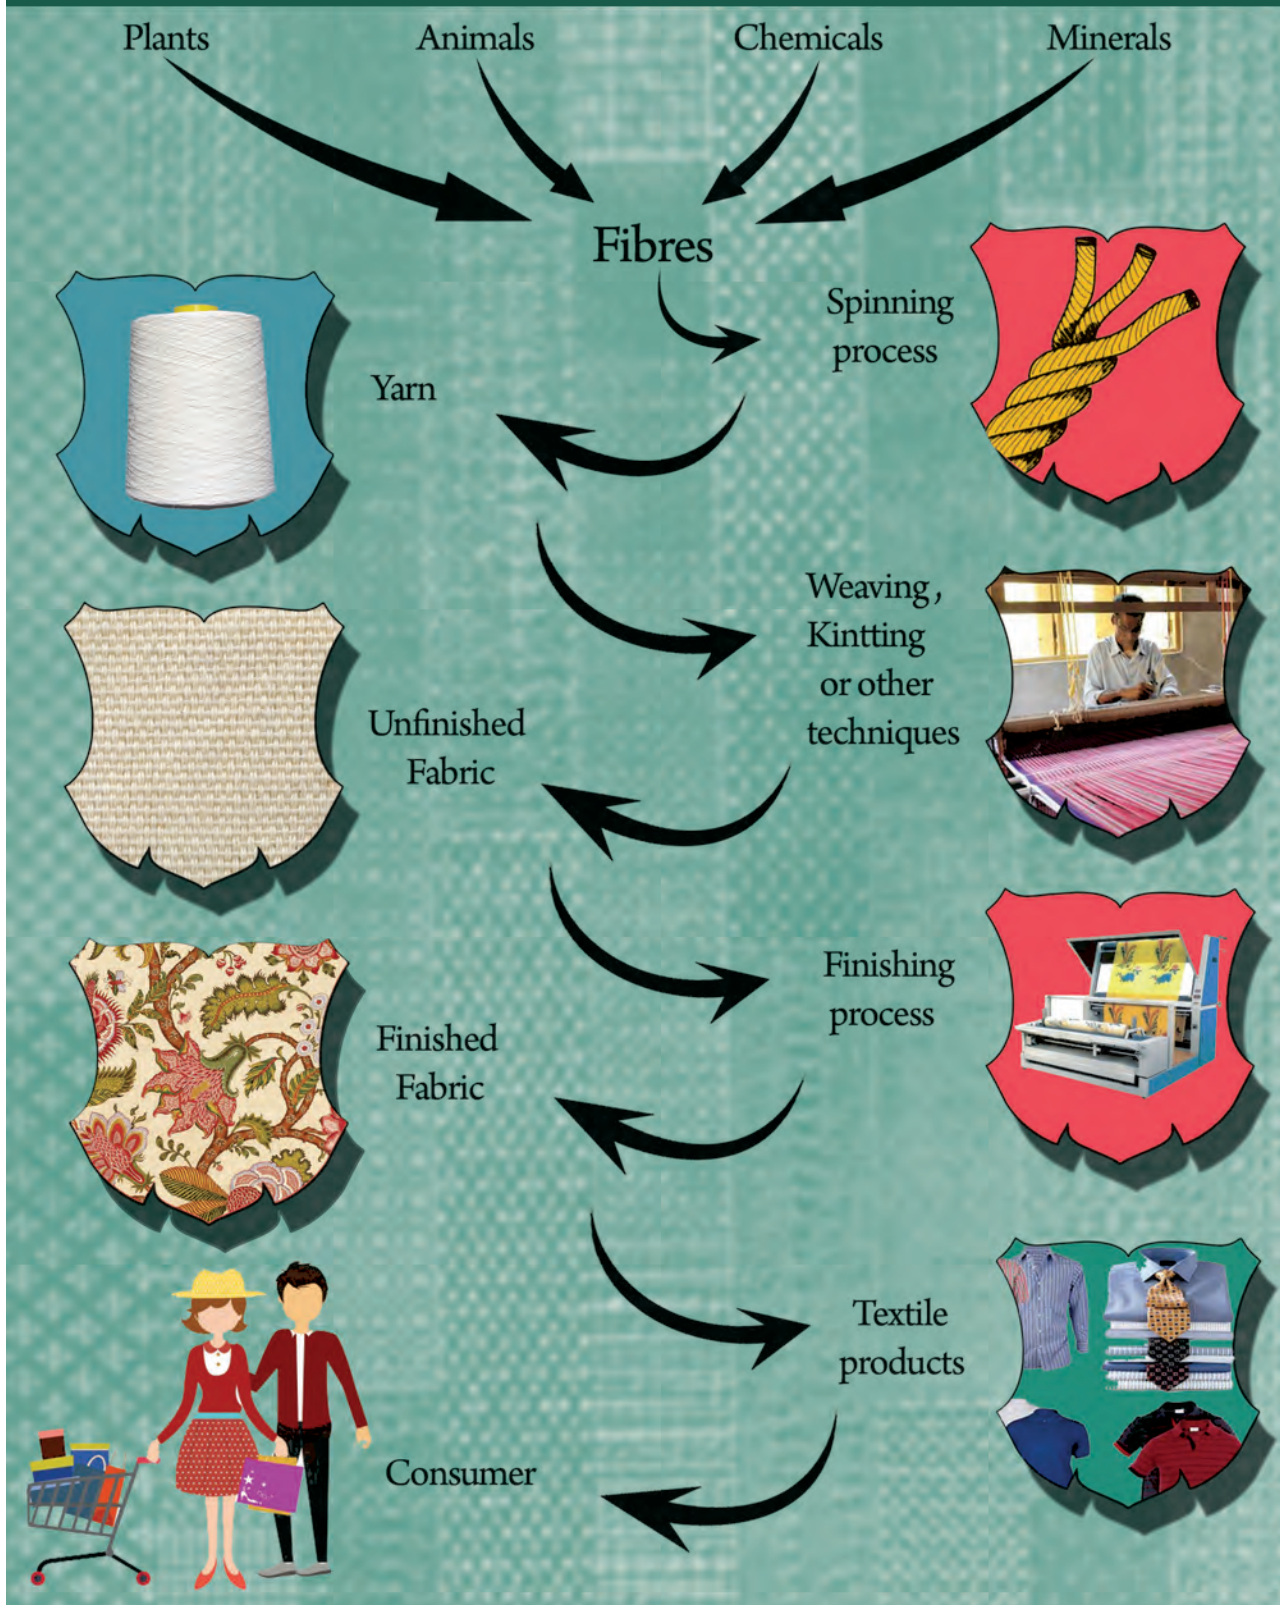 Plants
Animals
Chemicals
Minerals
Fibres
Spinning
process
Yarn
Weaving,
Kintting
or other
techniques
Unfinished
Fabric
Finishing
process
Finished
Fabric
Textile
products
Consumer